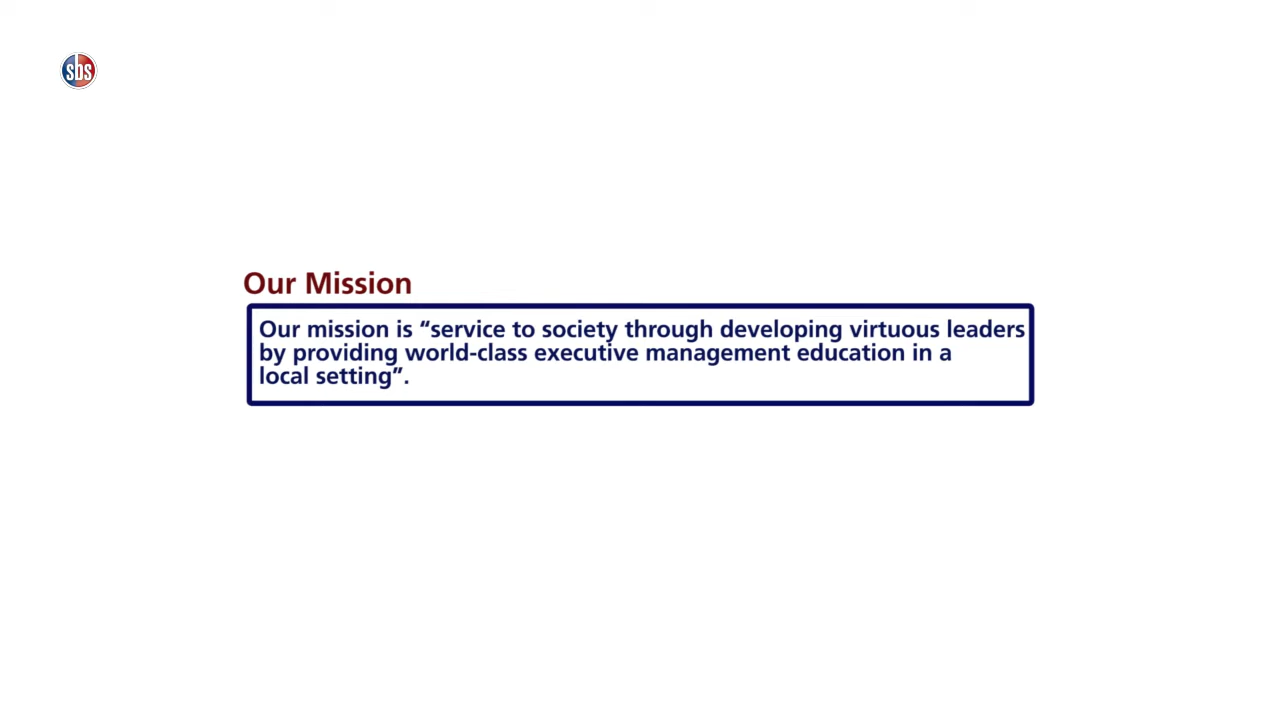 sbs
Our Mission
Our mission is “service to society through developing virtuous leaders
by providing world-class executive management education in a
local setting”.